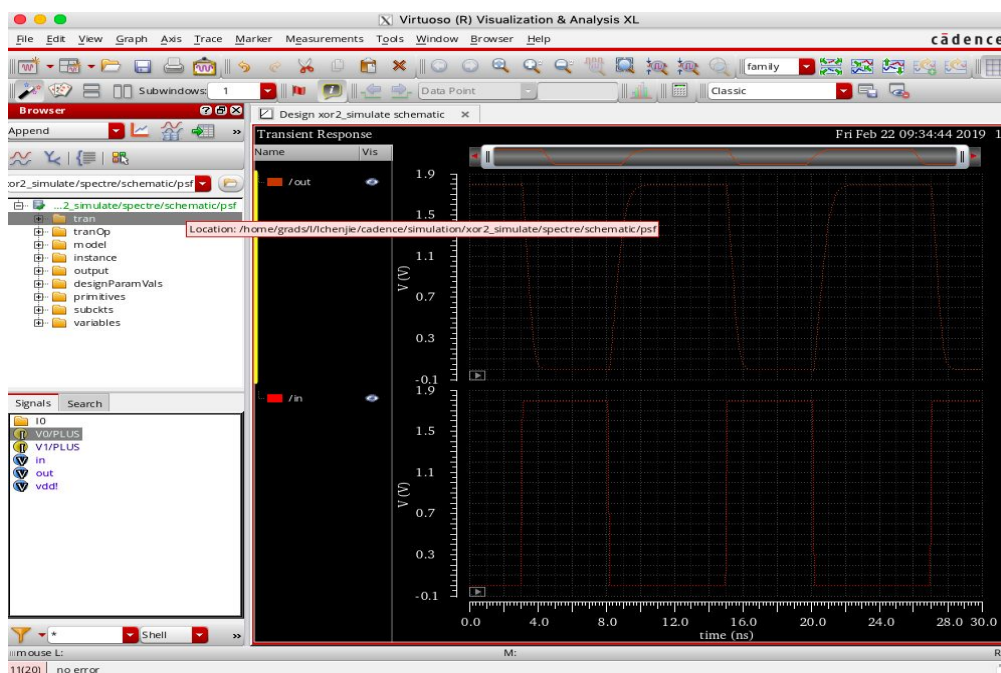 Virtuoso (R) Visualization & Analysis XL
File Edit View Graph Axis Trace Marker Measurements Tools Window Browser Help
cādence
family
Subwindows: 1
Data Point
Classic
Browser
Design xor2_simulate schematic
Append
»
Transient Response
Fri Feb 22 09:34:44 2019 1
Name Vis
or2_simulate/spectre/schematic/psf
/out
...2_simulate/spectre/schematic/psf
tran
Location: /home/grads/l/lchenjie/cadence/simulation/xor2_simulate/spectre/schematic/psf
tranOp
model
instance
output
designParamVals
primitives
subckts
variables
1.9
1.5
1.1
0.7
0.3
-0.1
V (V)
/in
1.9
1.5
1.1
0.7
0.3
-0.1
V (V)
0.0 4.0 8.0 12.0 16.0 20.0 24.0 28.0 30.0
time (ns)
Signals Search
I0
V0/PLUS
V1/PLUS
in
out
vdd!
* Shell »
mouse L: M: R
11(20) no error